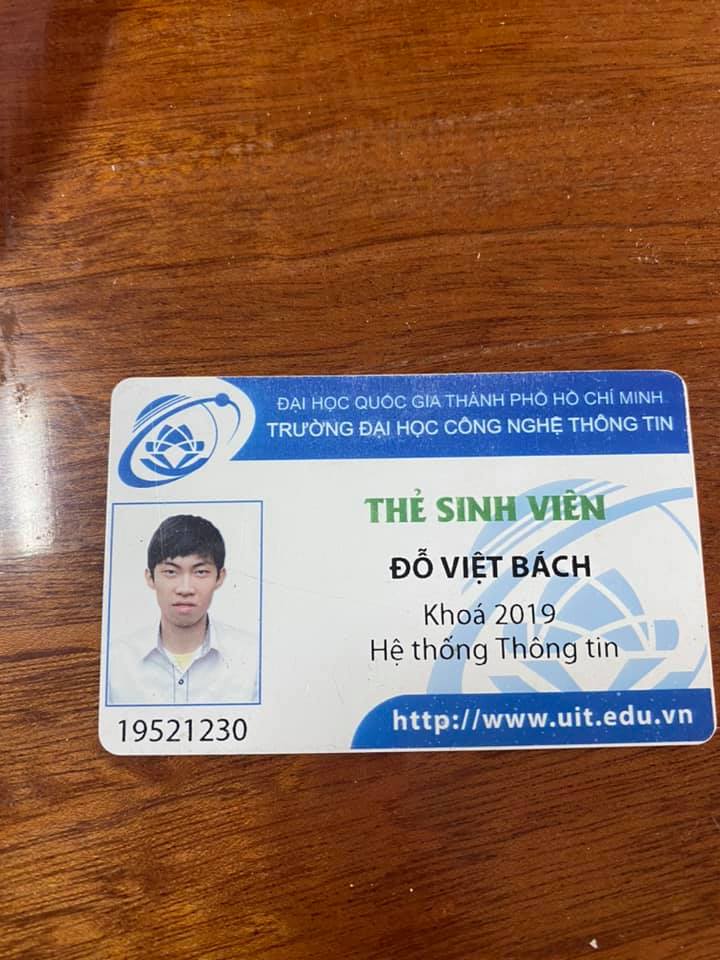 ĐẠI HỌC QUỐC GIA THÀNH PHỐ HỒ CHÍ MINH
TRƯỜNG ĐẠI HỌC CÔNG NGHỆ THÔNG TIN
THẺ SINH VIÊN
ĐỖ VIỆT BÁCH
Khoá 2019
Hệ thống Thông tin
19521230
http://www.uit.edu.vn